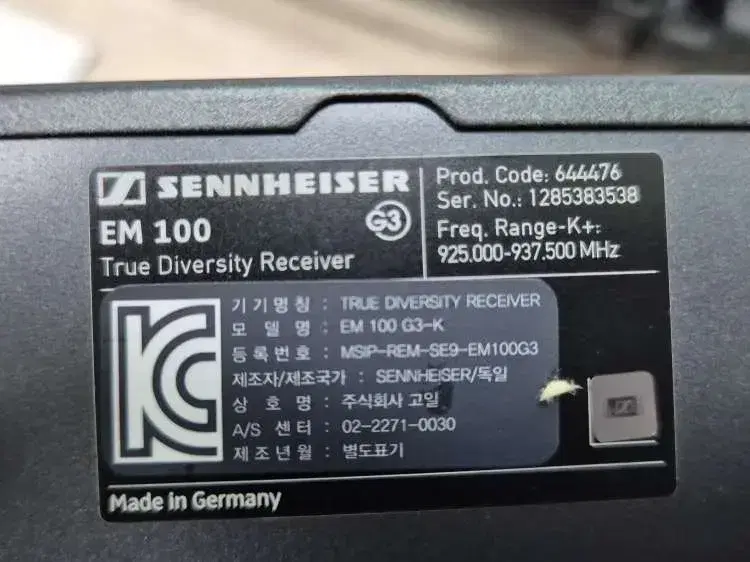 SENNHEISER
EM 100
G3
True Diversity Receiver
Prod. Code: 644476
Ser. No.: 1285383538
Freq. Range-K+:
925.000-937.500 MHz
기기명칭 : TRUE DIVERSITY RECEIVER
모 델 명 : EM 100 G3-K
등록번호 : MSIP-REM-SE9-EM100G3
제조자/제조국가 : SENNHEISER/독일
상 호 명 : 주식회사 고일
A/S 센터 : 02-2271-0030
제조년월 : 별도표기
Made in Germany